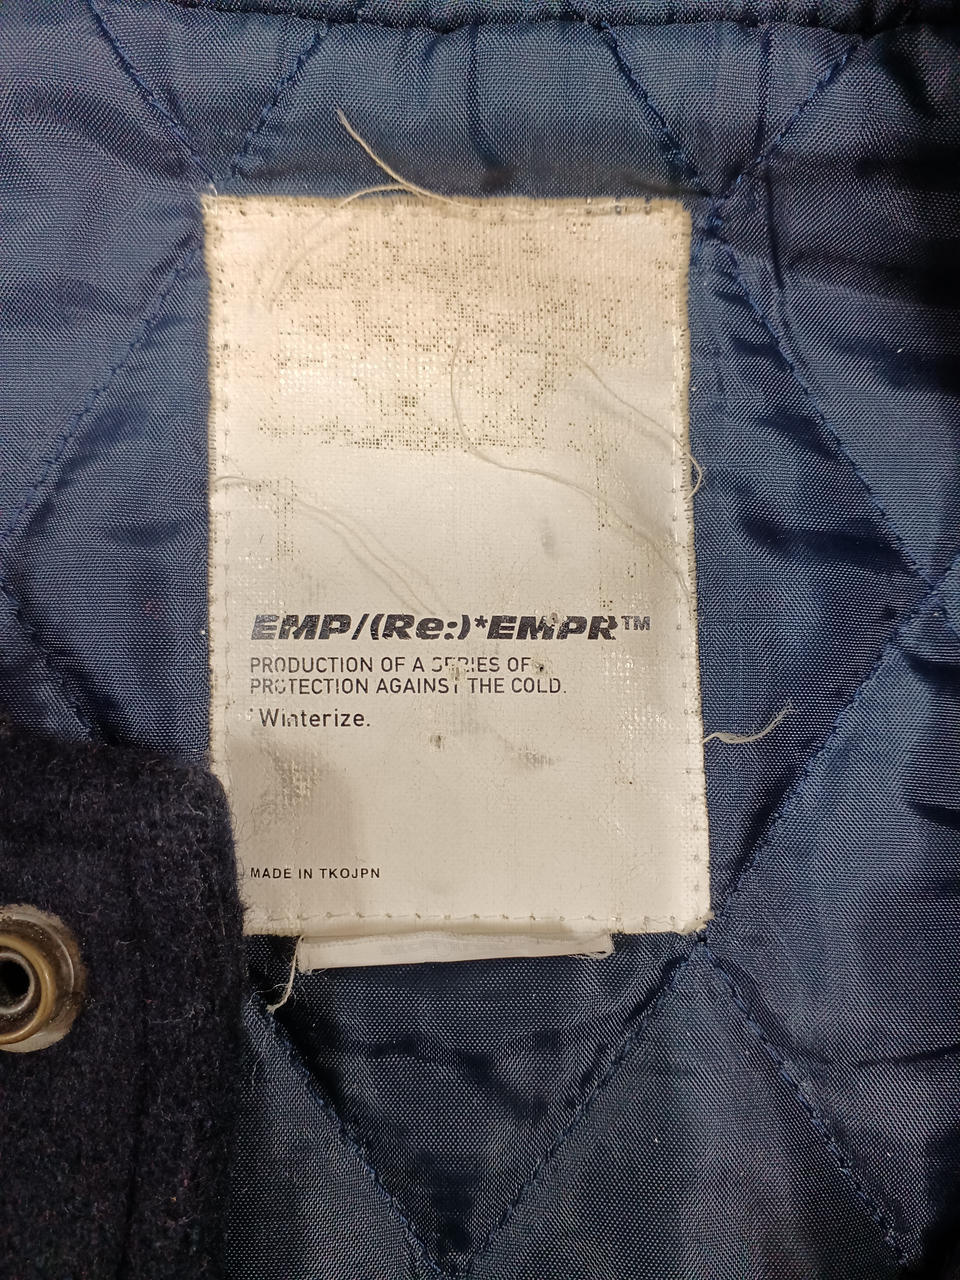 EMP/(Re:)*EMPR™
PRODUCTION OF A SERIES OF
PROTECTION AGAINST THE COLD.
'Winterize.
MADE IN TKOJPN